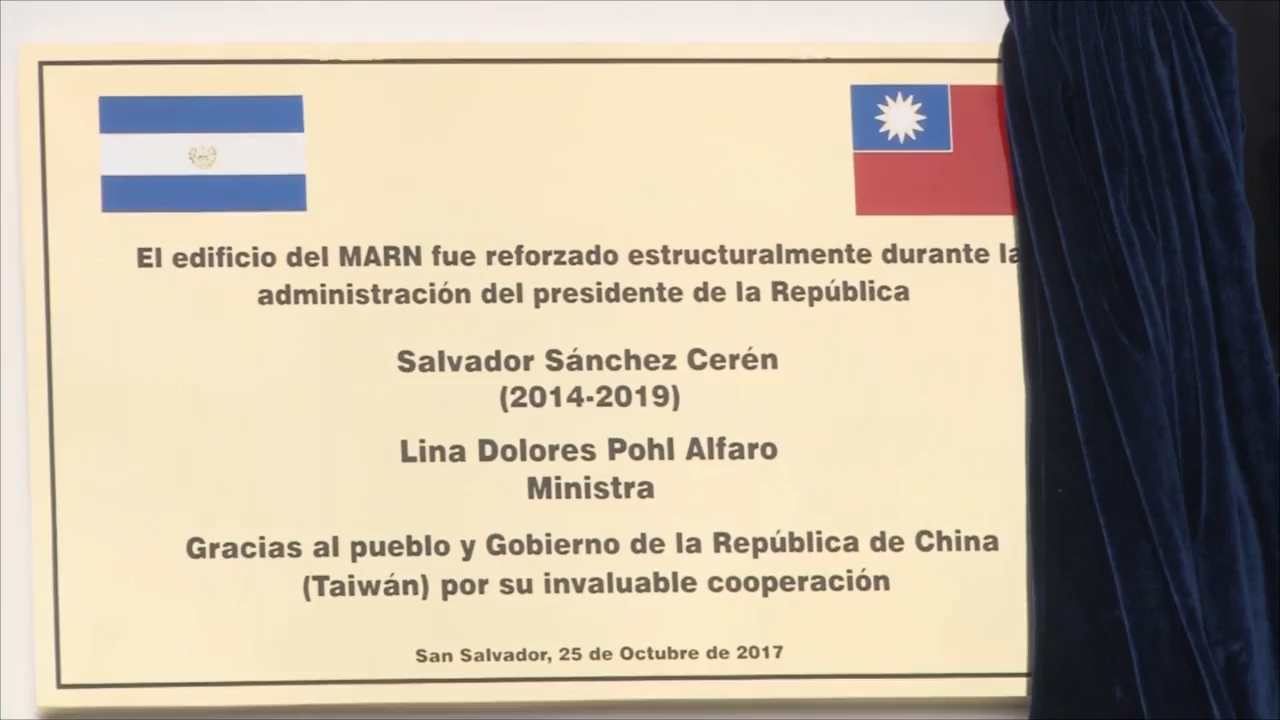 El edificio del MARN fue reforzado estructuralmente durante la
administración del presidente de la República
Salvador Sánchez Cerén
(2014-2019)
Lina Dolores Pohl Alfaro
Ministra
Gracias al pueblo y Gobierno de la República de China
(Taiwán) por su invaluable cooperación
San Salvador, 25 de Octubre de 2017